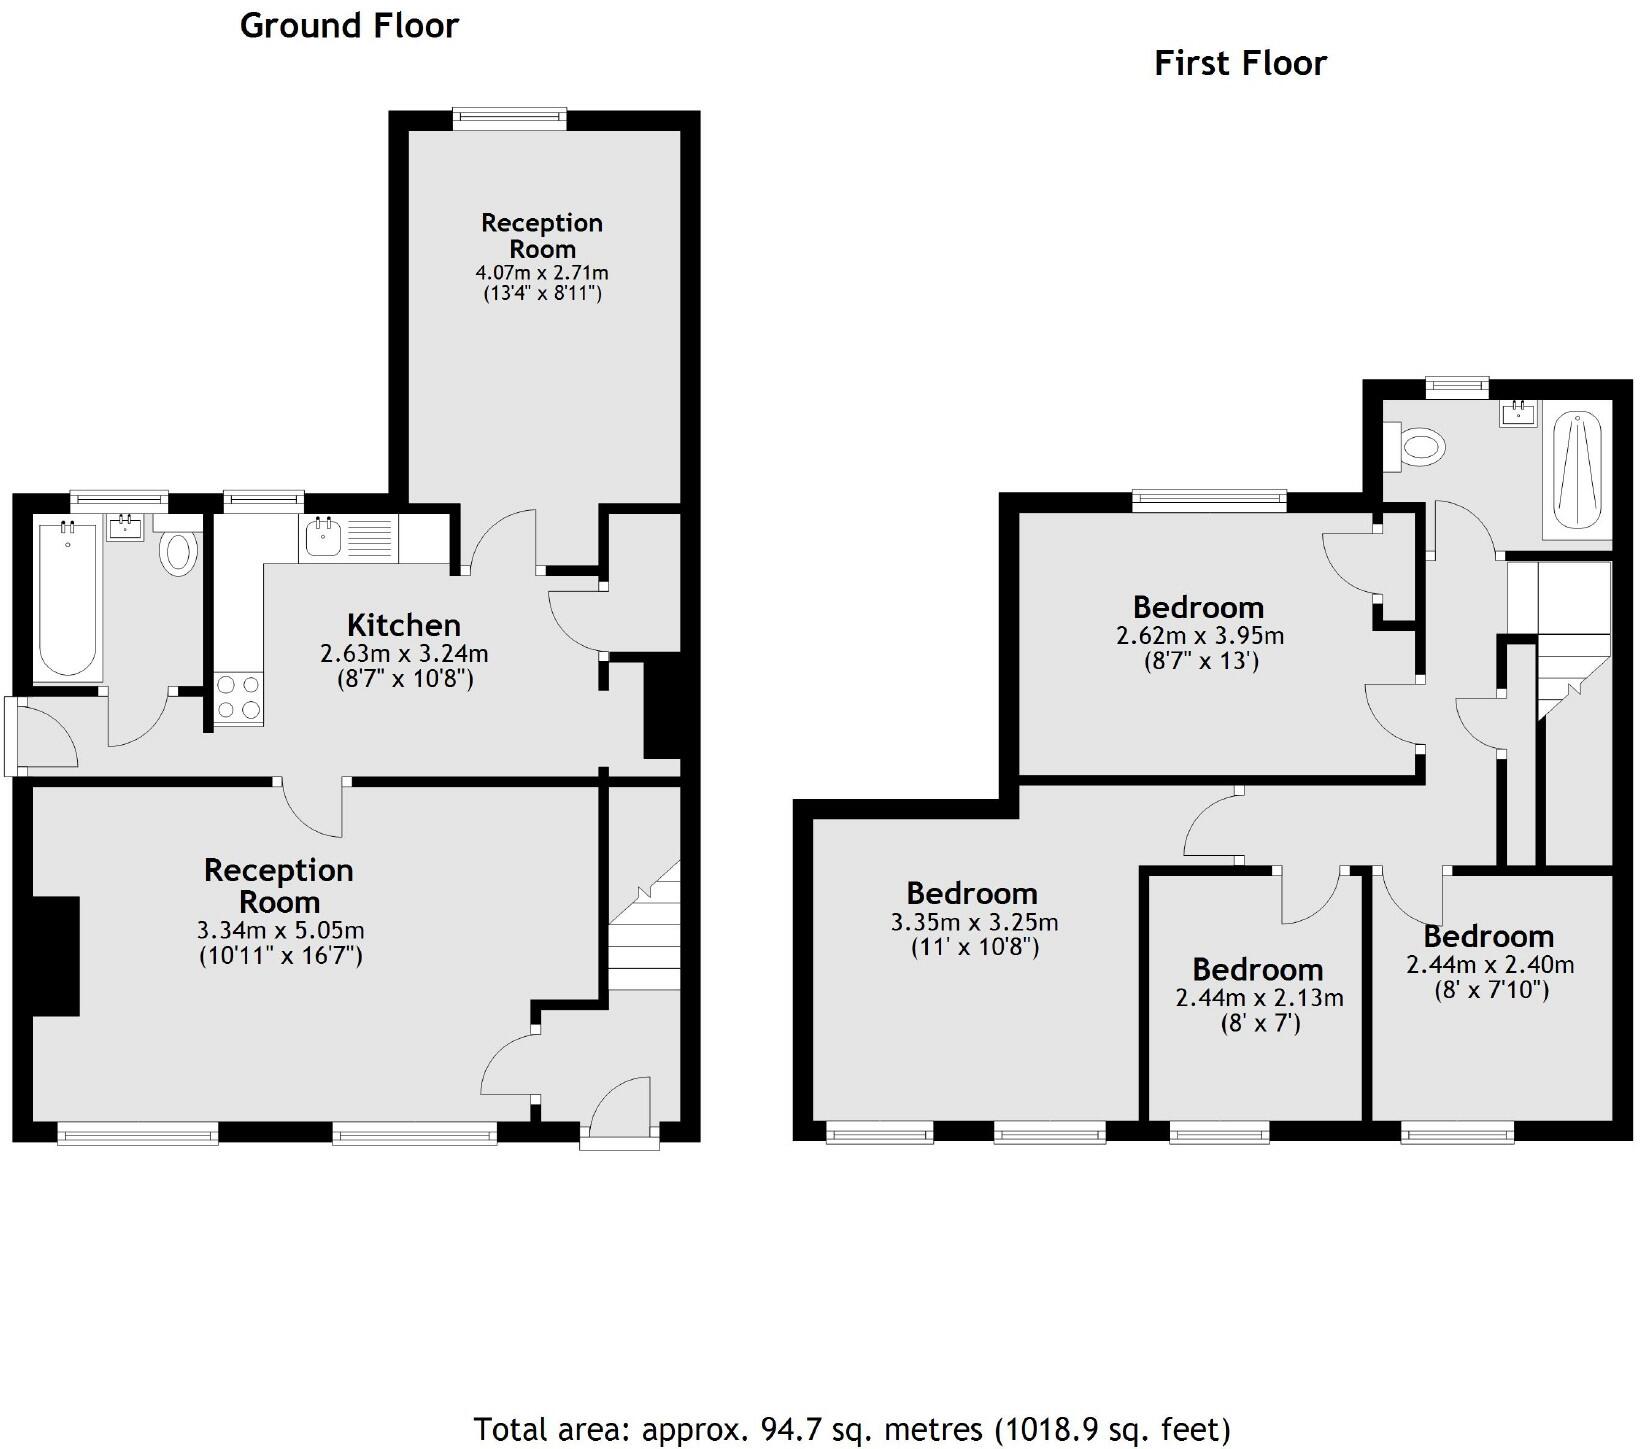 Ground Floor
First Floor
Reception
Room
4.07m x 2.71m
(13'4" x 8'11")
Kitchen
2.63m x 3.24m
(8'7" x 10'8")
Reception
Room
3.34m x 5.05m
(10'11" x 16'7")
Bedroom
2.62m x 3.95m
(8'7" x 13')
Bedroom
3.35m x 3.25m
(11' x 10'8")
Bedroom
2.44m x 2.13m
(8' x 7')
Bedroom
2.44m x 2.40m
(8' x 7'10")
Total area: approx. 94.7 sq. metres (1018.9 sq. feet)